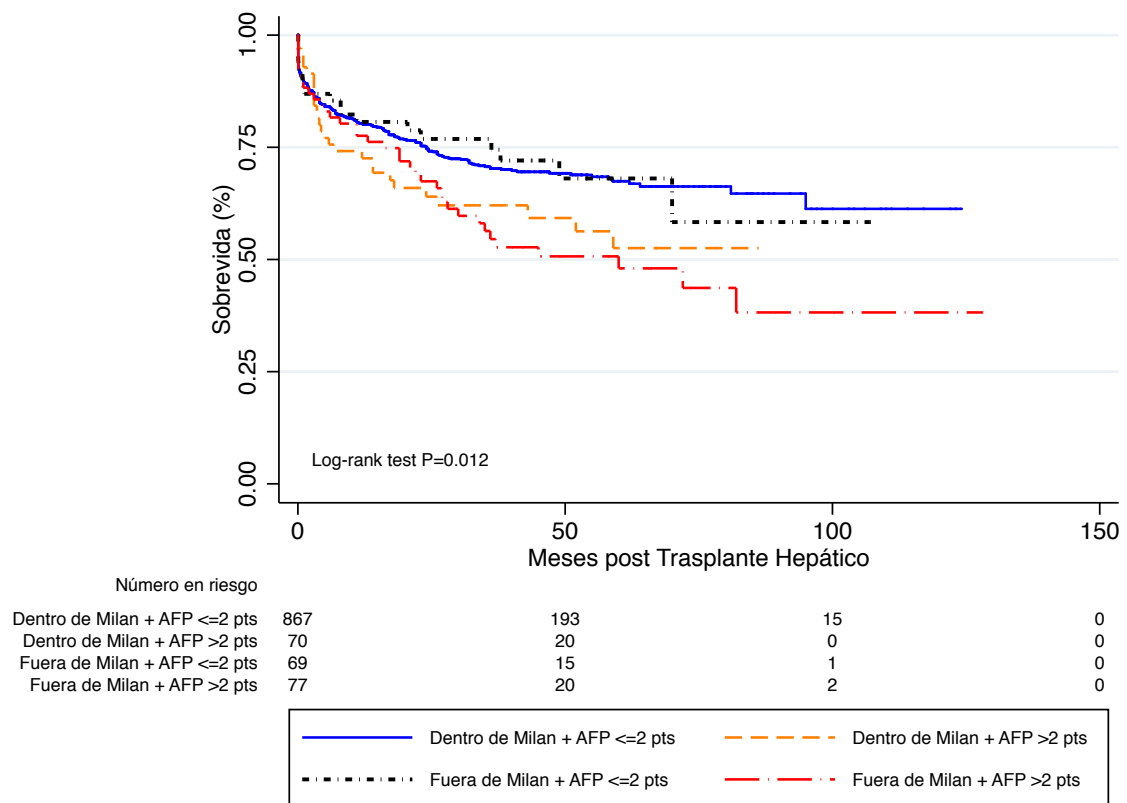 1.00
0.75
0.50
0.25
0.00
Sobrevida (%)
Log-rank test P=0.012
0 50 100 150
Meses post Trasplante Hepático
Número en riesgo
Dentro de Milan + AFP <=2 pts 867 193 15 0
Dentro de Milan + AFP >2 pts 70 20 0 0
Fuera de Milan + AFP <=2 pts 69 15 1 0
Fuera de Milan + AFP >2 pts 77 20 2 0
Dentro de Milan + AFP <=2 pts Dentro de Milan + AFP >2 pts
Fuera de Milan + AFP <=2 pts Fuera de Milan + AFP >2 pts